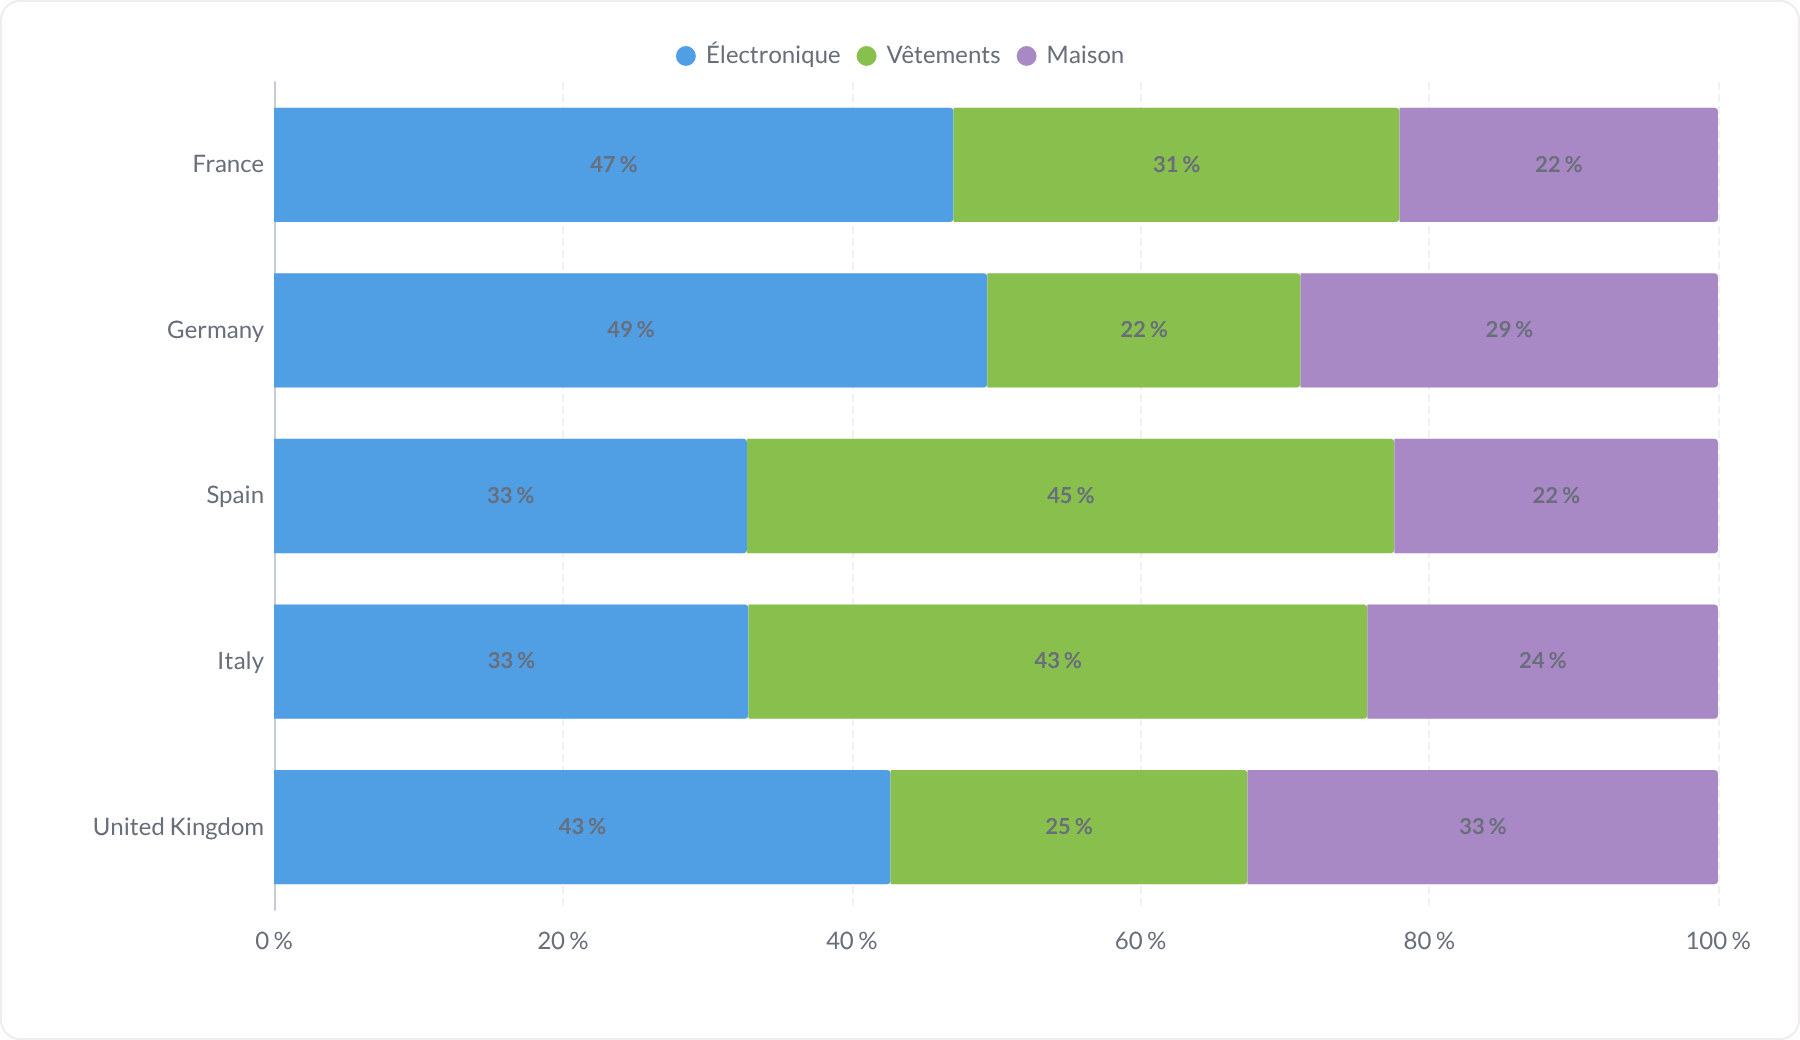 Électronique Vêtements Maison
France 47 % 31 % 22 %
Germany 49 % 22 % 29 %
Spain 33 % 45 % 22 %
Italy 33 % 43 % 24 %
United Kingdom 43 % 25 % 33 %
0 % 20 % 40 % 60 % 80 % 100 %